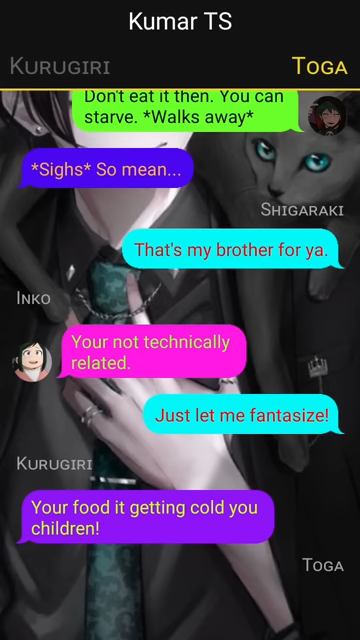 Kumar TS
Kurugiri
Toga
Don't eat it then. You can
starve. *Walks away*
*Sighs* So mean...
Shigaraki
That's my brother for ya.
Inko
Your not technically
related.
Just let me fantasize!
Kurugiri
Your food it getting cold you
children!
Toga